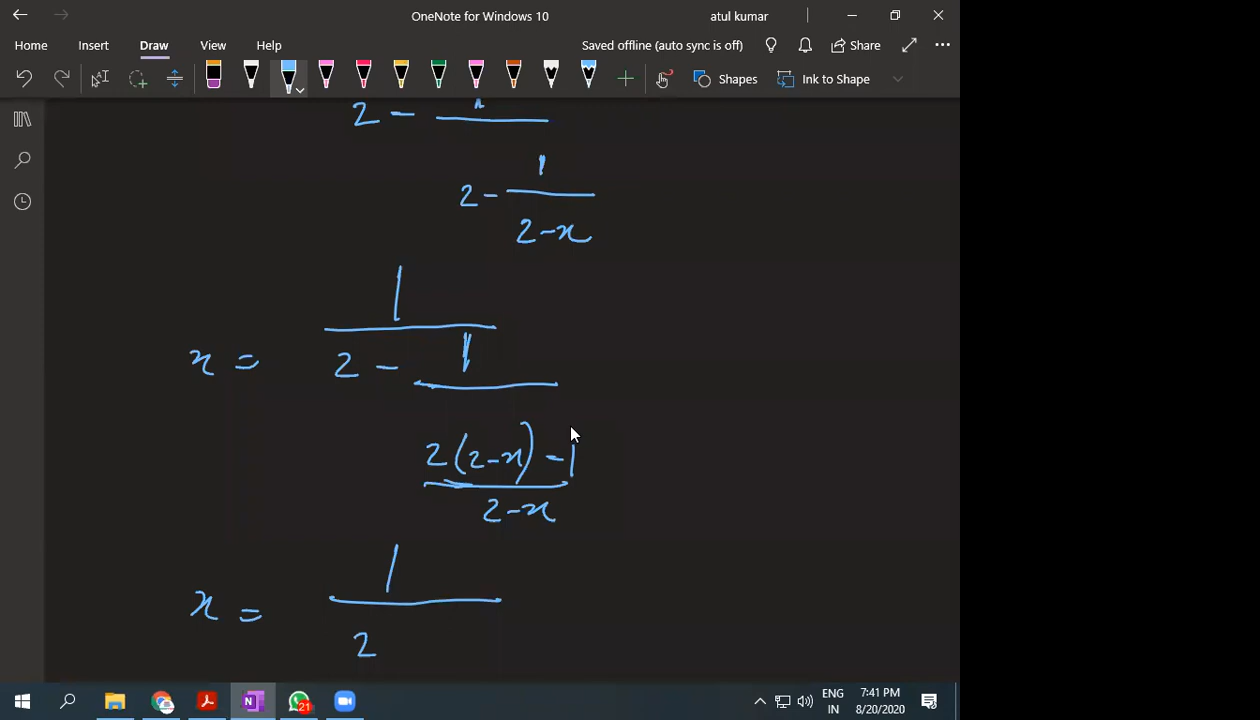 OneNote for Windows 10
atul kumar
Home Insert Draw View Help
Saved offline (auto sync is off)
Share
Shapes
Ink to Shape
2 -
1
2 -
2-x
1
x =
2 -
1
2(2-x) -1
2-x
1
x =
2
21
ENG
IN
7:41 PM
8/20/2020